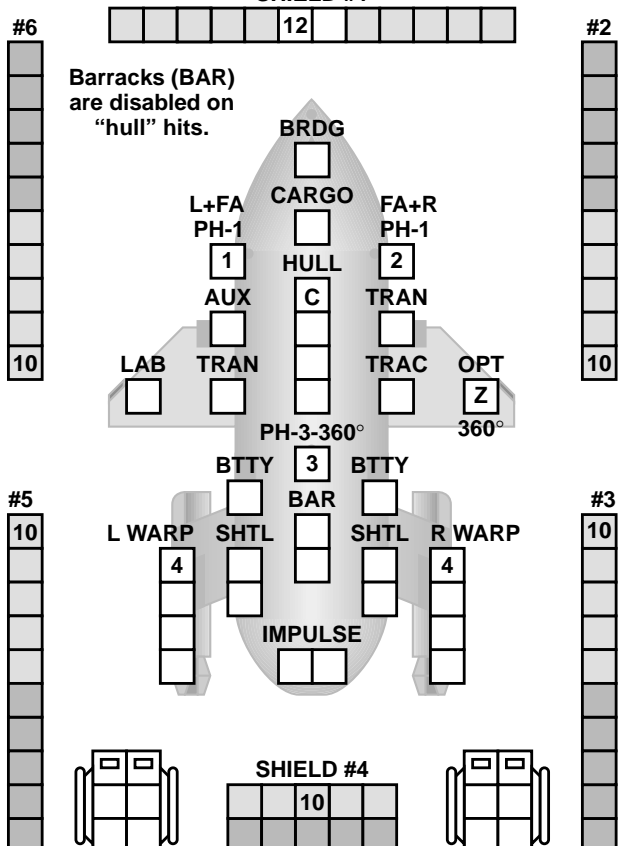 #6
12
#2
Barracks (BAR)
are disabled on
“hull” hits.
BRDG
CARGO
L+FA
PH-1
FA+R
PH-1
1
HULL
2
AUX
C
TRAN
10
LAB
TRAN
TRAC
OPT
Z
10
PH-3-360°
360°
BTTY
3
BTTY
#5
BAR
#3
10
L WARP
SHTL
SHTL
R WARP
10
4
4
IMPULSE
SHIELD #4
10